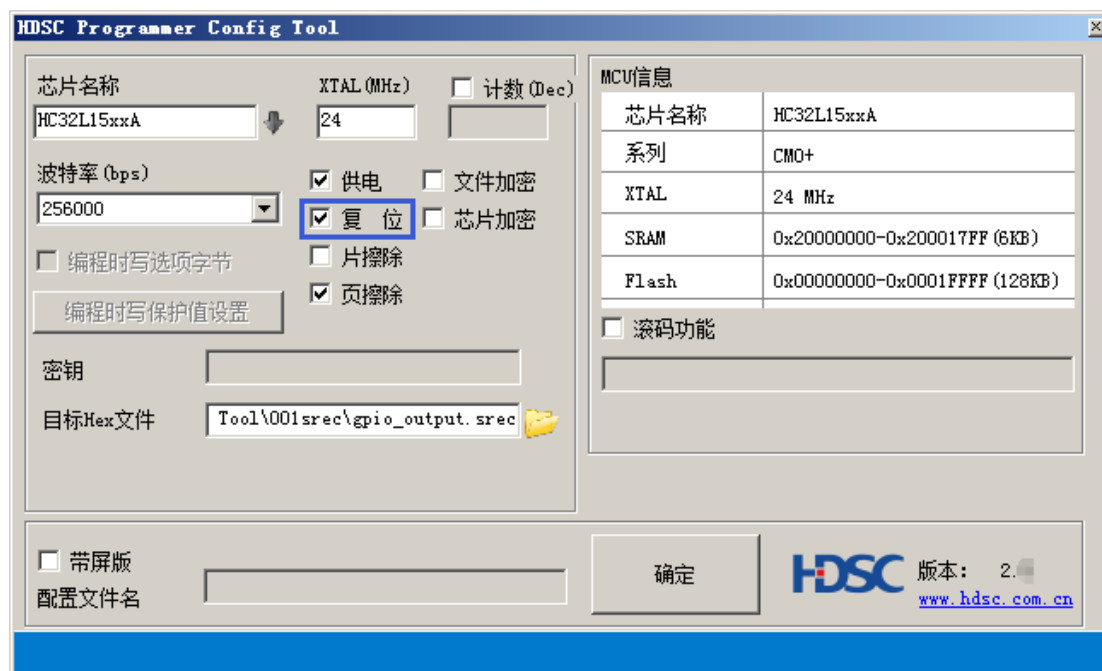 HDSC Programmer Config Tool
芯片名称
XTAL(MHz)
计数(Dec)
HC32L15xxA
24
波特率(bps)
256000
供电
文件加密
复 位
芯片加密
编程时写选项字节
片擦除
编程时写保护值设置
页擦除
密钥
目标Hex文件
Tool\001srec\gpio_output.srec
MCU信息
芯片名称 HC32L15xxA
系列 CM0+
XTAL 24 MHz
SRAM 0x20000000-0x200017FF(6KB)
Flash 0x00000000-0x0001FFFF(128KB)
滚码功能
带屏版
配置文件名
确定
HDSC
版本: 2.
www.hdsc.com.cn